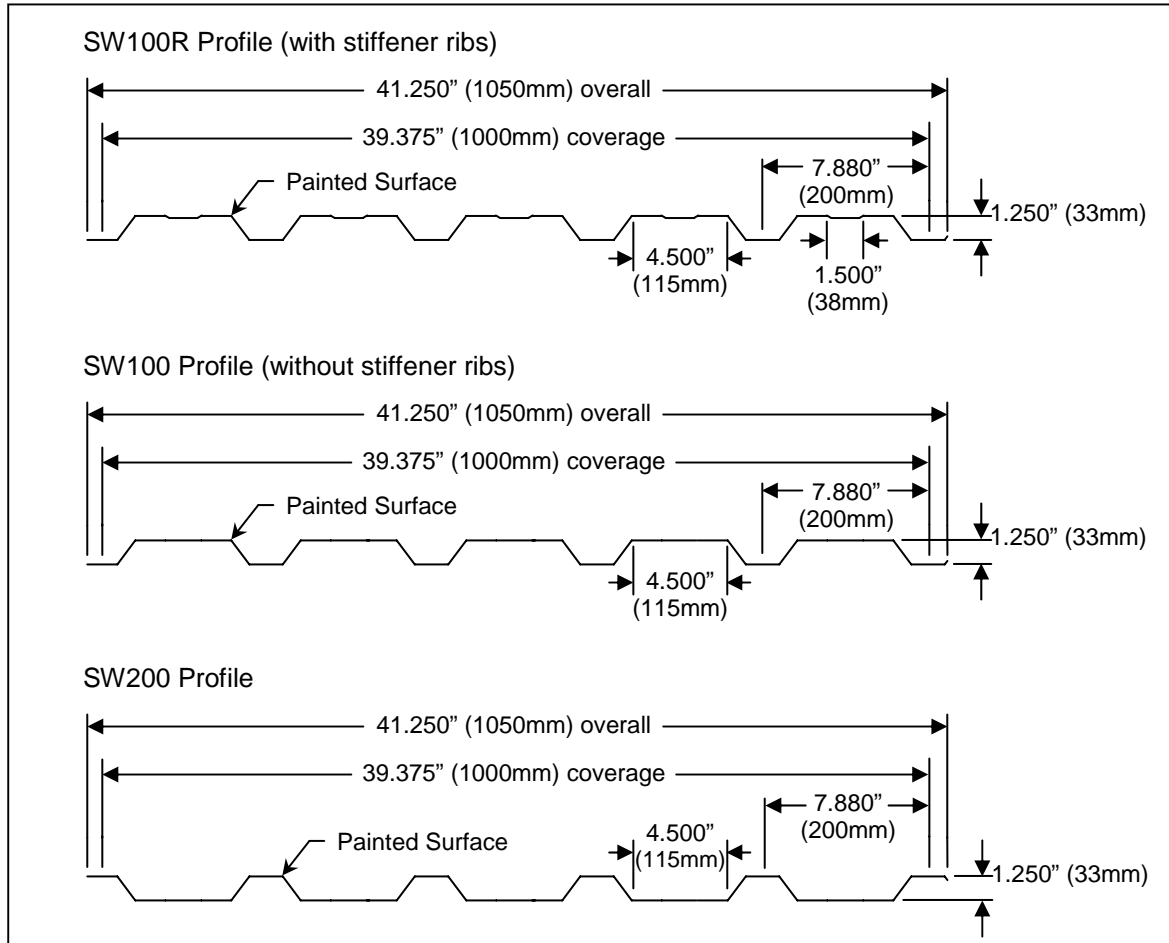 SW100R Profile (with stiffener ribs)
41.250” (1050mm) overall
39.375” (1000mm) coverage
Painted Surface
7.880”
(200mm)
1.250” (33mm)
4.500”
(115mm)
1.500”
(38mm)
SW100 Profile (without stiffener ribs)
41.250” (1050mm) overall
39.375” (1000mm) coverage
Painted Surface
7.880”
(200mm)
1.250” (33mm)
4.500”
(115mm)
SW200 Profile
41.250” (1050mm) overall
39.375” (1000mm) coverage
7.880”
(200mm)
Painted Surface
4.500”
(115mm)
1.250” (33mm)